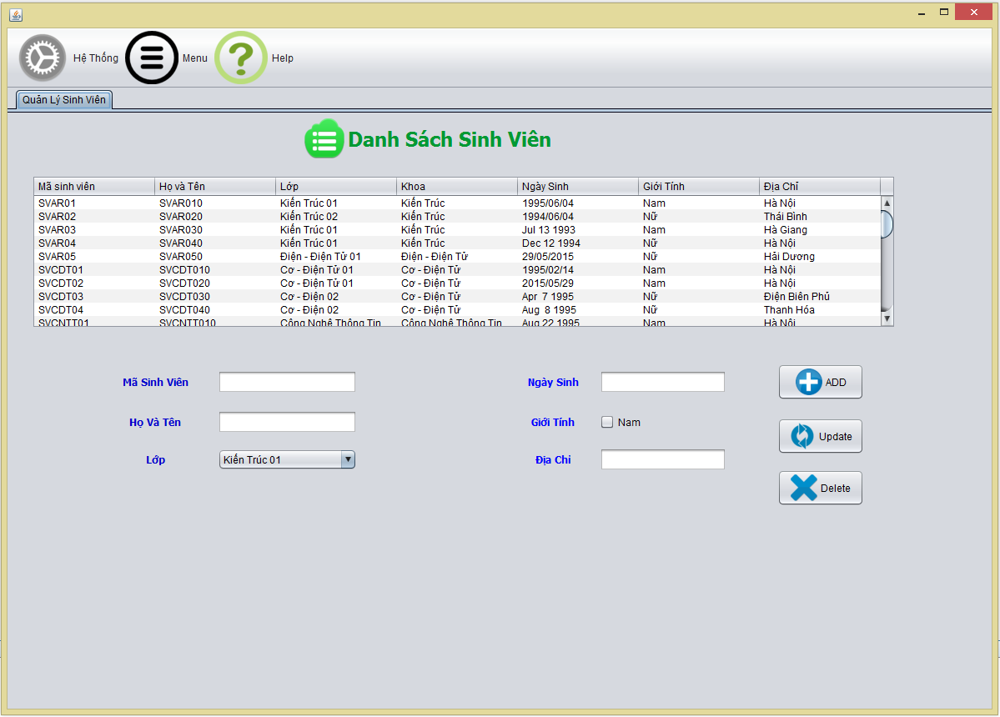 Hệ Thống Menu Help
Quản Lý Sinh Viên
Danh Sách Sinh Viên
Mã sinh viên Họ và Tên Lớp Khoa Ngày Sinh Giới Tính Địa Chỉ
SVAR01 SVAR010 Kiến Trúc 01 Kiến Trúc 1995/06/04 Nam Hà Nội
SVAR02 SVAR020 Kiến Trúc 02 Kiến Trúc 1994/06/04 Nữ Thái Bình
SVAR03 SVAR030 Kiến Trúc 01 Kiến Trúc Jul 13 1993 Nam Hà Giang
SVAR04 SVAR040 Kiến Trúc 01 Kiến Trúc Dec 12 1994 Nữ Hà Nội
SVAR05 SVAR050 Điện - Điện Tử 01 Điện - Điện Tử 29/05/2015 Nữ Hải Dương
SVCDT01 SVCDT010 Cơ - Điện Tử 01 Cơ - Điện Tử 1995/02/14 Nam Hà Nội
SVCDT02 SVCDT020 Cơ - Điện Tử 01 Cơ - Điện Tử 2015/05/29 Nam Hà Nội
SVCDT03 SVCDT030 Cơ - Điện 02 Cơ - Điện Tử Apr 7 1995 Nữ Điện Biên Phủ
SVCDT04 SVCDT040 Cơ - Điện 02 Cơ - Điện Tử Aug 8 1995 Nữ Thanh Hóa
SVCNTT01 SVCNTT010 Công Nghệ Thông Tin Công Nghệ Thông Tin Aug 22 1995 Nam Hà Nội
Mã Sinh Viên Ngày Sinh ADD
Họ Và Tên Giới Tính Nam Update
Lớp Kiến Trúc 01 Địa Chỉ Delete